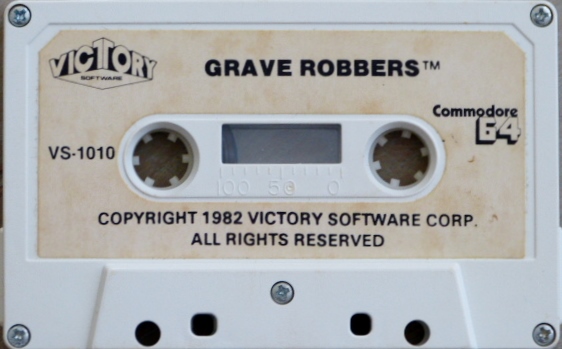 VICTORY
SOFTWARE
GRAVE ROBBERS™
Commodore
64
VS-1010
100 50 0
COPYRIGHT 1982 VICTORY SOFTWARE CORP.
ALL RIGHTS RESERVED